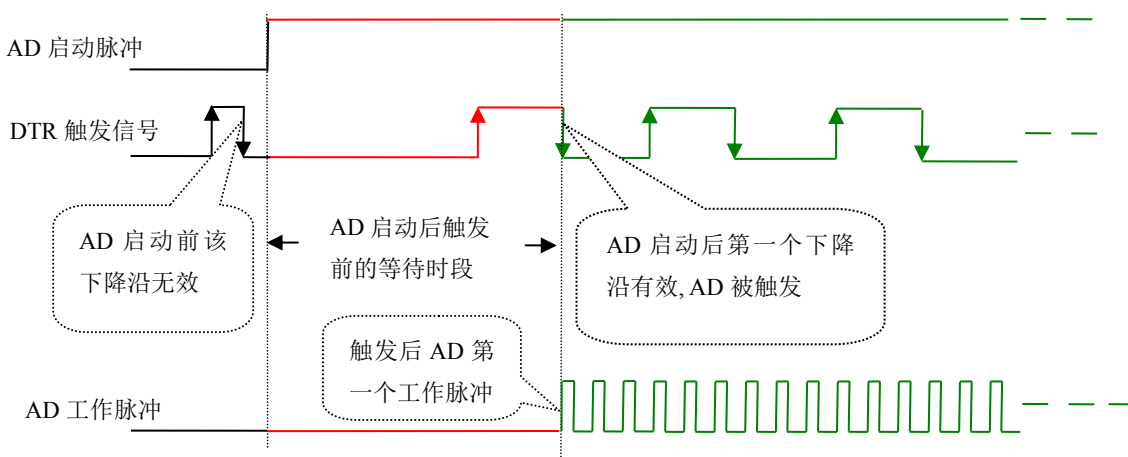 AD 启动脉冲
DTR 触发信号
AD 启动前该
下降沿无效
AD 启动后触发
前的等待时段
AD 启动后第一个下降
沿有效, AD 被触发
触发后 AD 第
一个工作脉冲
AD 工作脉冲